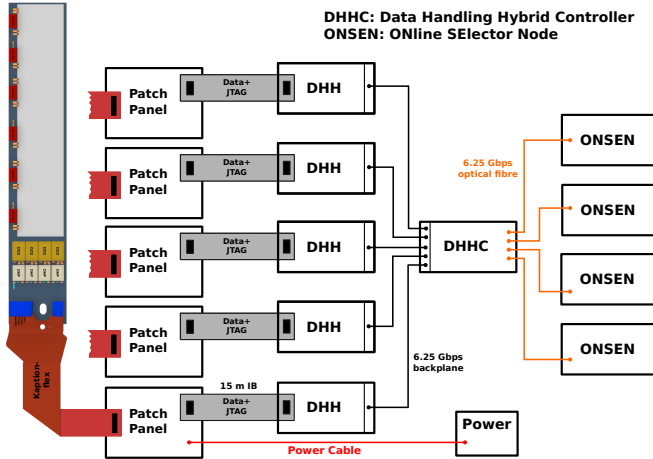 DHHC: Data Handling Hybrid Controller
ONSEN: ONline SElector Node
Patch
Panel
Data+
JTAG
DHH
Patch
Panel
Data+
JTAG
DHH
Patch
Panel
Data+
JTAG
DHH
Patch
Panel
Data+
JTAG
DHH
Patch
Panel
15 m IB
Data+
JTAG
DHH
DHHC
6.25 Gbps
optical fibre
6.25 Gbps
backplane
ONSEN
ONSEN
ONSEN
ONSEN
Kaption-
flex
Power
Power Cable